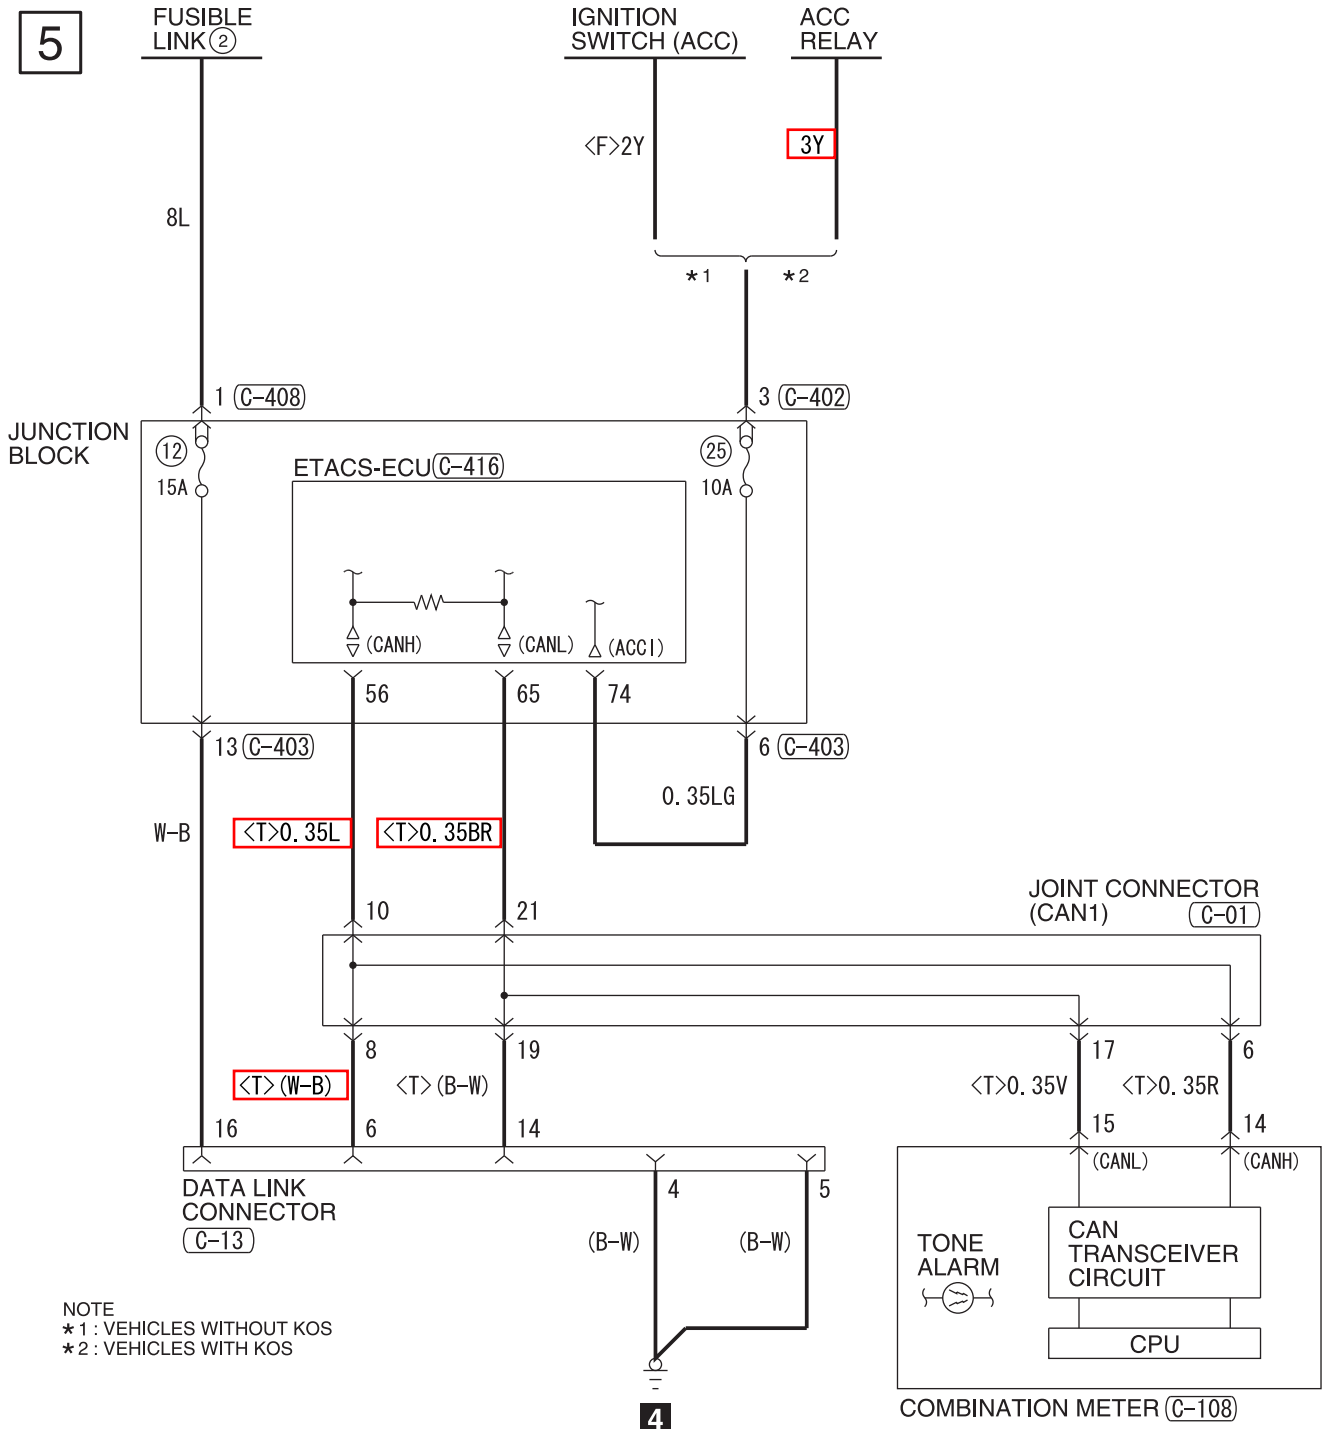 5
FUSIBLE
LINK 2
IGNITION
SWITCH (ACC)
ACC
RELAY
<F>2Y
3Y
8L
*1
*2
1 C-408
3 C-402
JUNCTION
BLOCK
12
15A
ETACS-ECU C-416
25
10A
(CANH)
(CANL)
(ACCI)
56
65
74
13 C-403
6 C-403
0.35LG
W-B
<T>0.35L
<T>0.35BR
JOINT CONNECTOR
(CAN1)
C-01
10
21
8
19
17
6
<T>(W-B)
<T>(B-W)
<T>0.35V
<T>0.35R
16
6
14
15
14
(CANL)
(CANH)
DATA LINK
CONNECTOR
C-13
4
5
(B-W)
(B-W)
TONE
ALARM
CAN
TRANSCEIVER
CIRCUIT
CPU
NOTE
*1 : VEHICLES WITHOUT KOS
*2 : VEHICLES WITH KOS
4
COMBINATION METER C-108